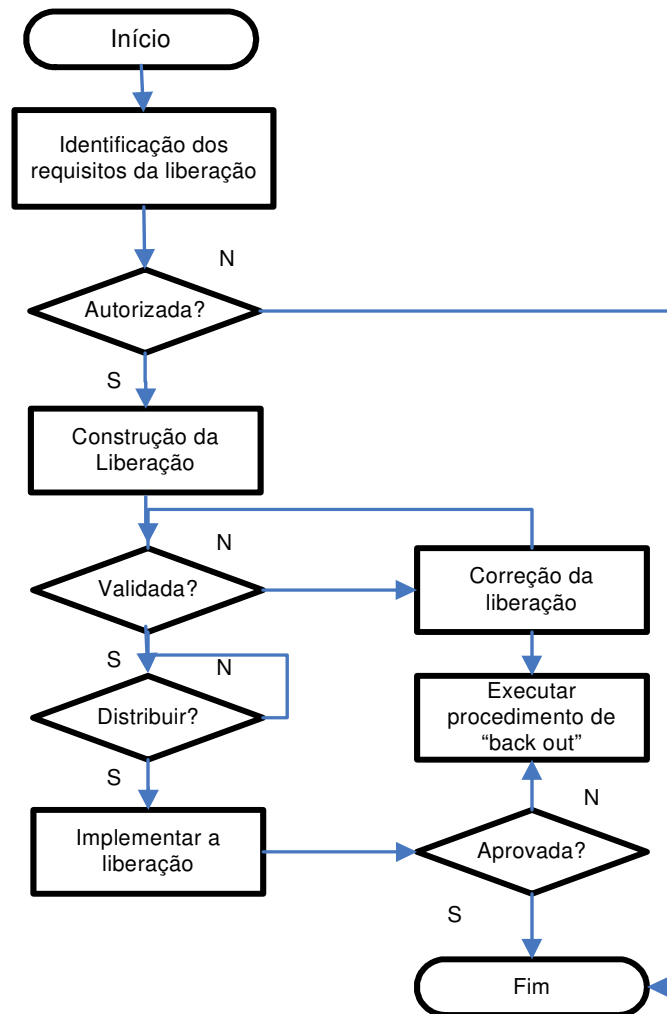 Início
Identificação dos
requisitos da liberação
N
Autorizada?
S
Construção da
Liberação
N
Validada?
Correção da
liberação
S
N
Distribuir?
Executar
procedimento de
“back out”
S
N
Implementar a
liberação
Aprovada?
S
Fim